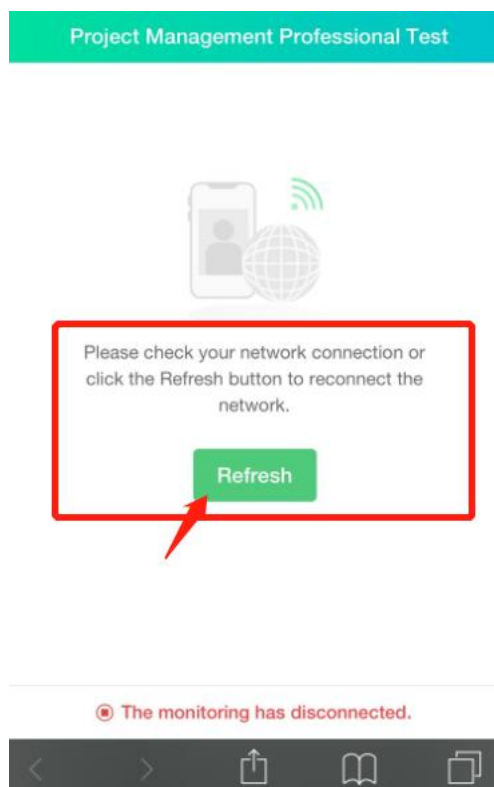 Project Management Professional Test
Please check your network connection or
click the Refresh button to reconnect the
network.
Refresh
The monitoring has disconnected.